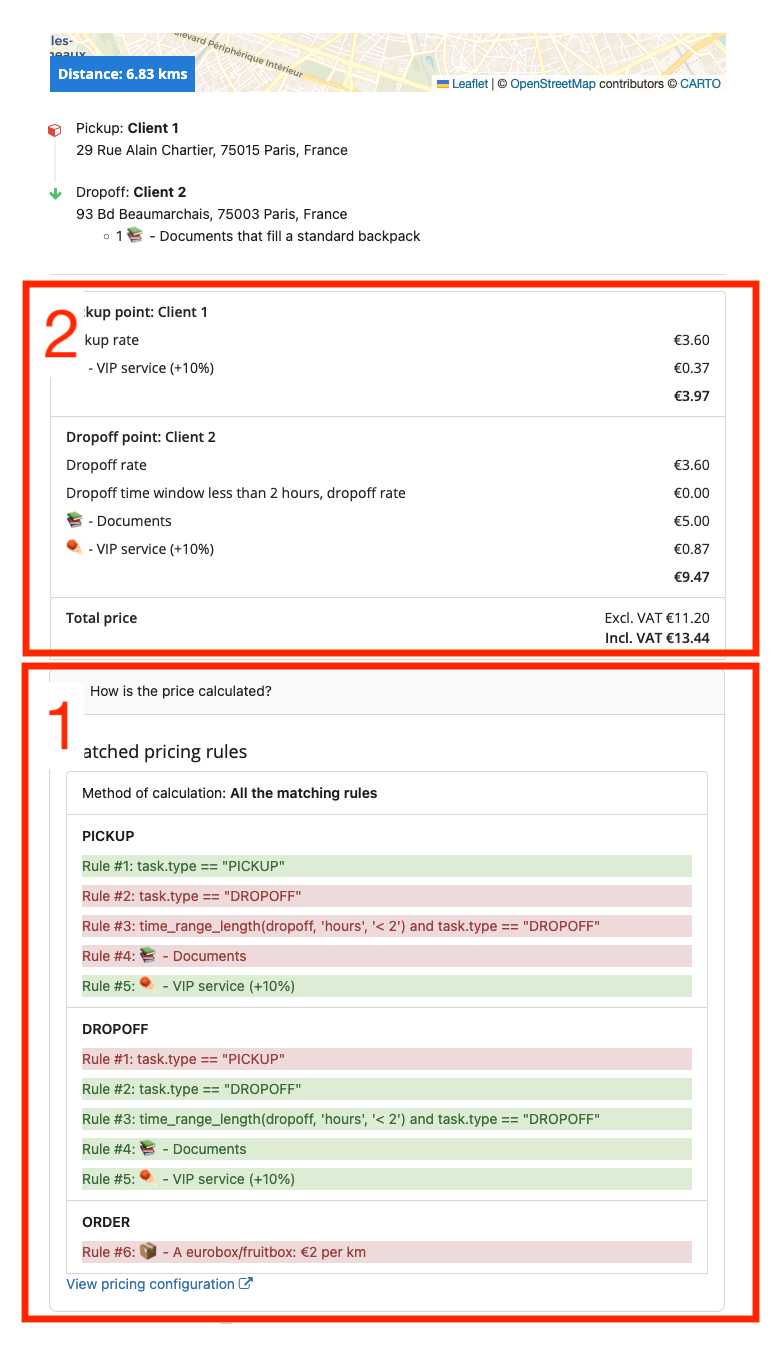 les-
eaux
levard Périphérique Intérieur
Distance: 6.83 kms
Leaflet | © OpenStreetMap contributors © CARTO
Pickup: Client 1
29 Rue Alain Chartier, 75015 Paris, France
Dropoff: Client 2
93 Bd Beaumarchais, 75003 Paris, France
1 📚 - Documents that fill a standard backpack
2
kup point: Client 1
kup rate €3.60
- VIP service (+10%) €0.37
€3.97
Dropoff point: Client 2
Dropoff rate €3.60
Dropoff time window less than 2 hours, dropoff rate €0.00
📚 - Documents €5.00
- VIP service (+10%) €0.87
€9.47
Total price Excl. VAT €11.20
Incl. VAT €13.44
1
How is the price calculated?
atched pricing rules
Method of calculation: All the matching rules
PICKUP
Rule #1: task.type == "PICKUP"
Rule #2: task.type == "DROPOFF"
Rule #3: time_range_length(dropoff, 'hours', '< 2') and task.type == "DROPOFF"
Rule #4: 📚 - Documents
Rule #5: - VIP service (+10%)
DROPOFF
Rule #1: task.type == "PICKUP"
Rule #2: task.type == "DROPOFF"
Rule #3: time_range_length(dropoff, 'hours', '< 2') and task.type == "DROPOFF"
Rule #4: 📚 - Documents
Rule #5: - VIP service (+10%)
ORDER
Rule #6: 📦 - A eurobox/fruitbox: €2 per km
View pricing configuration